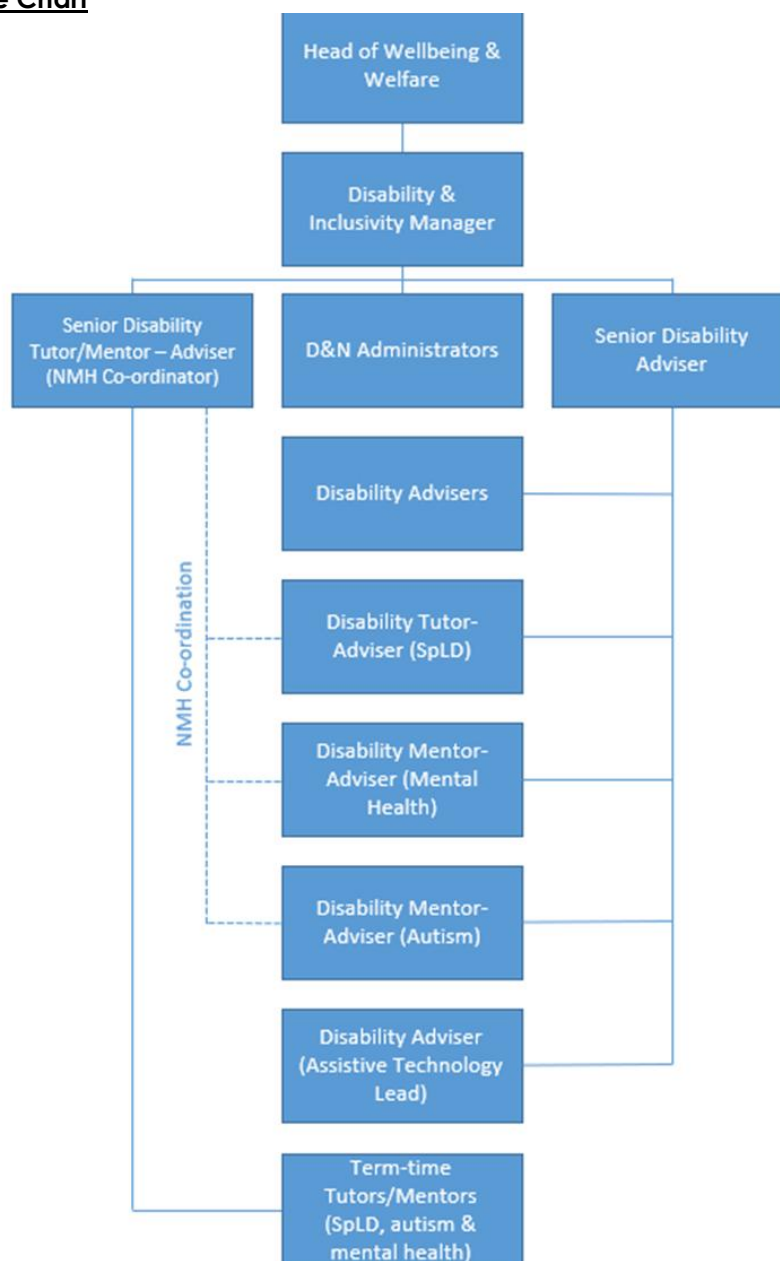 Head of Wellbeing &
Welfare
Disability &
Inclusivity Manager
Senior Disability
Tutor/Mentor – Adviser
(NMH Co-ordinator)
D&N Administrators
Senior Disability
Adviser
Disability Advisers
NMH Co-ordination
Disability Tutor-
Adviser (SpLD)
Disability Mentor-
Adviser (Mental
Health)
Disability Mentor-
Adviser (Autism)
Disability Adviser
(Assistive Technology
Lead)
Term-time
Tutors/Mentors
(SpLD, autism &
mental health)